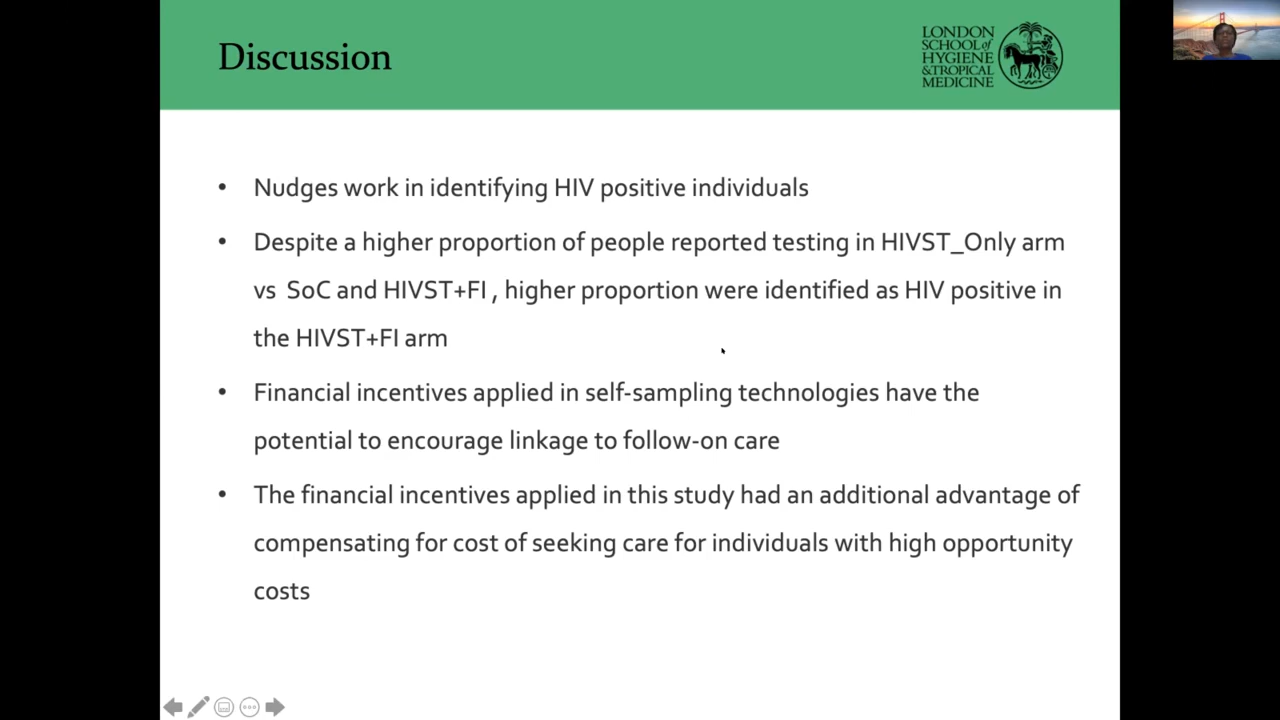 Discussion
LONDON
SCHOOL of
HYGIENE
& TROPICAL
MEDICINE
• Nudges work in identifying HIV positive individuals
• Despite a higher proportion of people reported testing in HIVST_Only arm
vs SoC and HIVST+FI , higher proportion were identified as HIV positive in
the HIVST+FI arm
• Financial incentives applied in self-sampling technologies have the
potential to encourage linkage to follow-on care
• The financial incentives applied in this study had an additional advantage of
compensating for cost of seeking care for individuals with high opportunity
costs